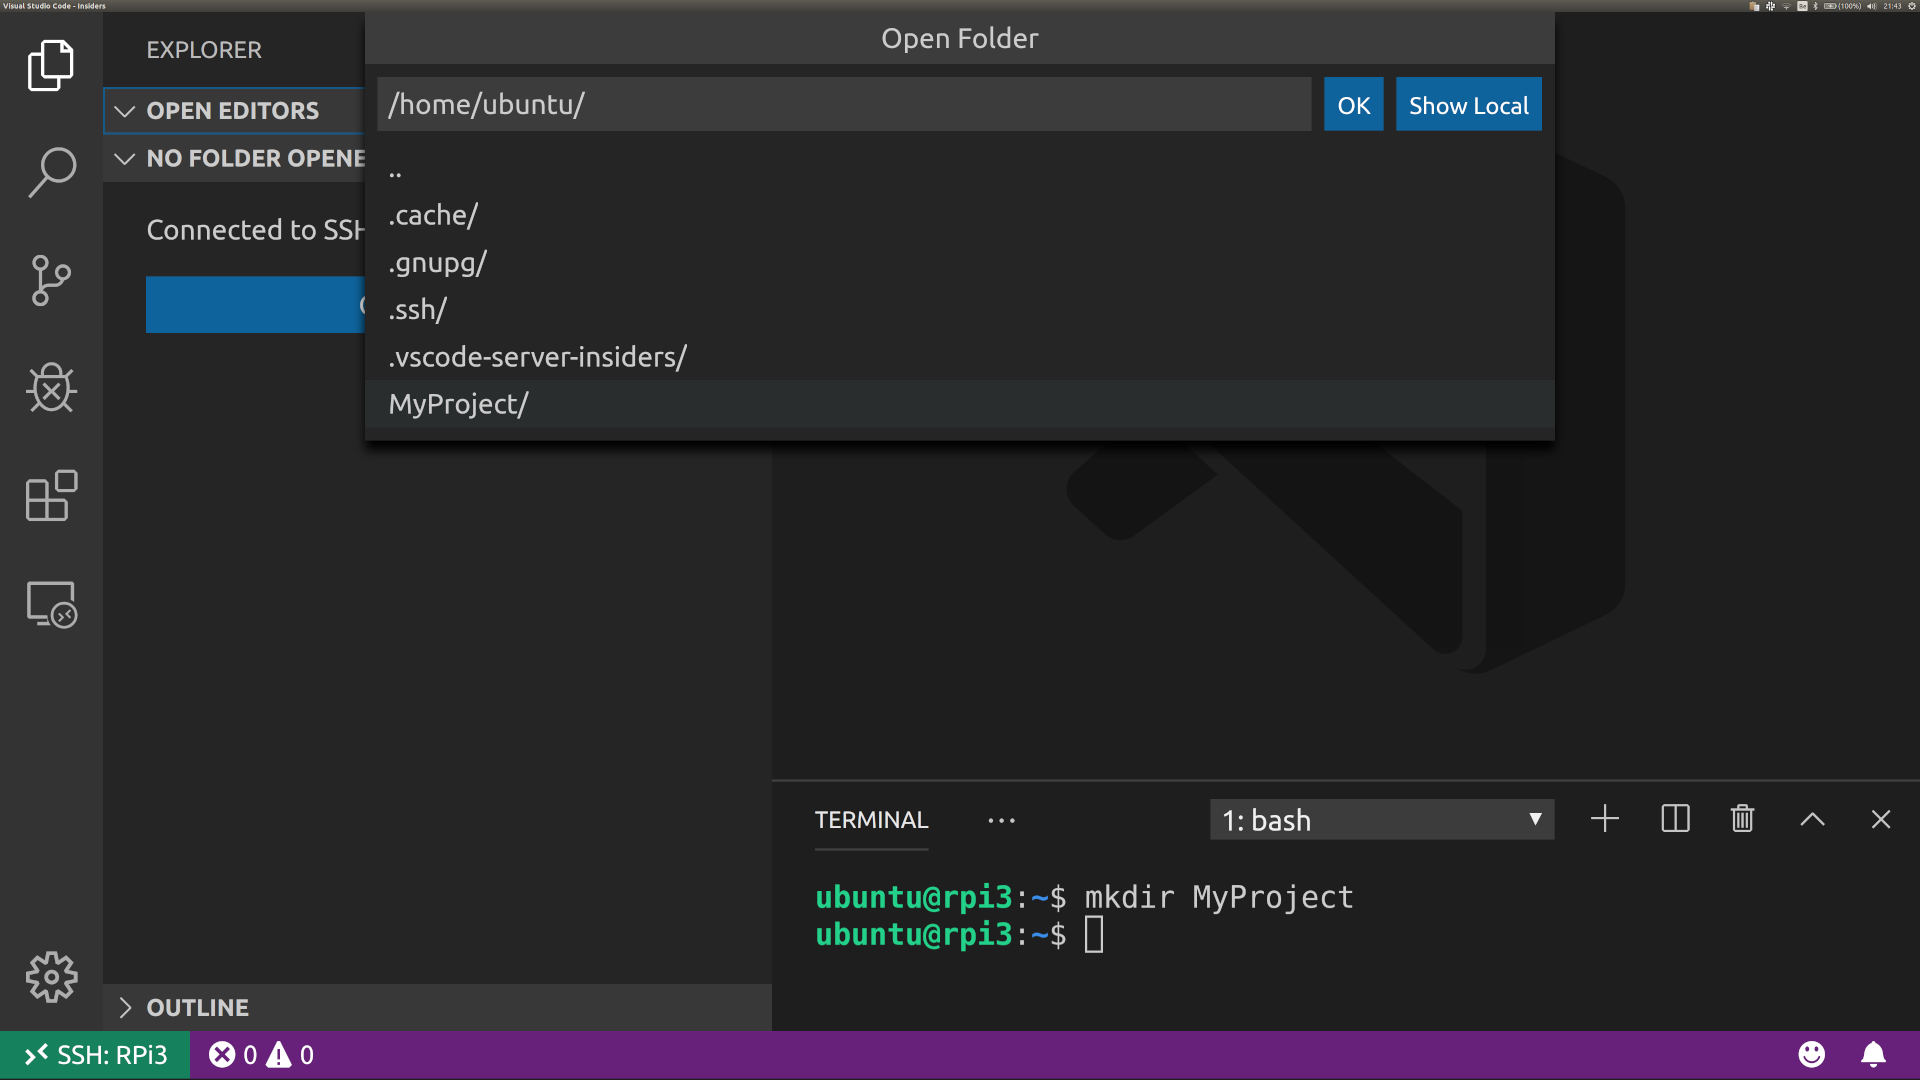 Visual Studio Code - Insiders
(100%)
21:43
EXPLORER
OPEN EDITORS
NO FOLDER OPENE
Connected to SSH
Open Folder
/home/ubuntu/
OK
Show Local
..
.cache/
.gnupg/
.ssh/
.vscode-server-insiders/
MyProject/
TERMINAL
1: bash
ubuntu@rpi3:~$ mkdir MyProject
ubuntu@rpi3:~$
OUTLINE
SSH: RPi3
0
0